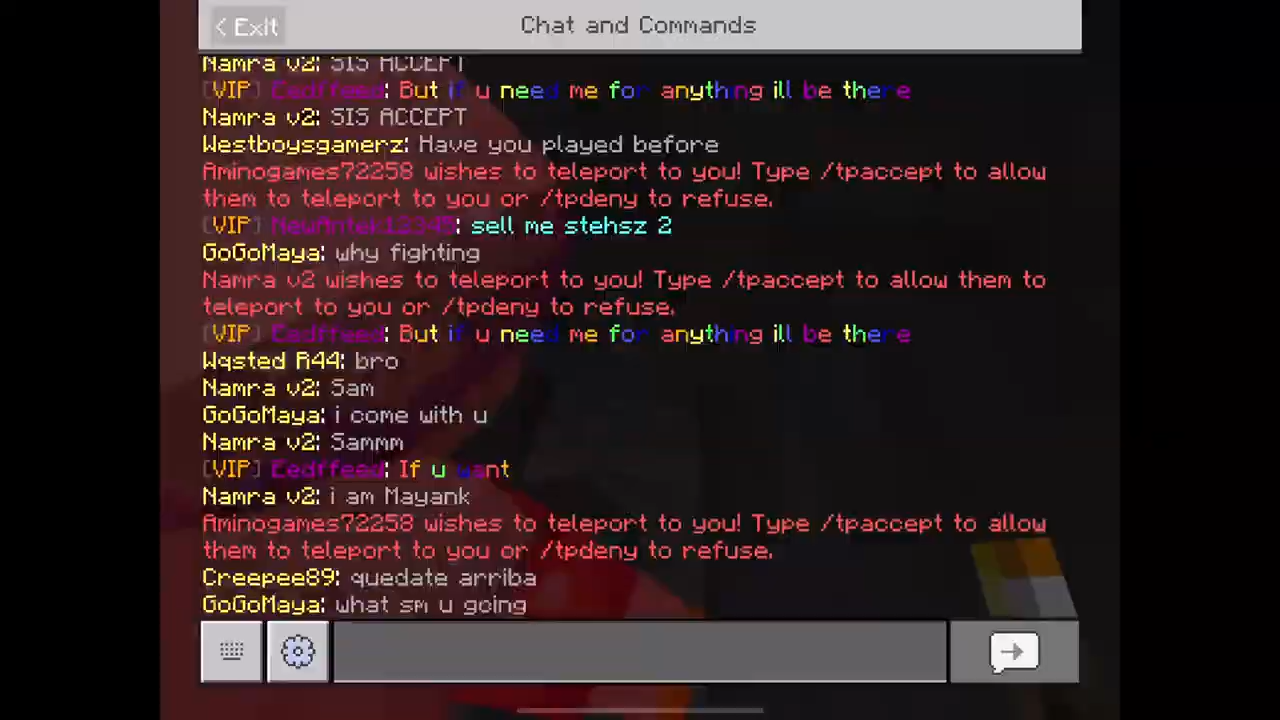 < Exit
Chat and Commands
Namra v2: SIS ACCEPT
[VIP] Eedffeed: But if u need me for anything ill be there
Namra v2: SIS ACCEPT
Westboysgamerz: Have you played before
Aminogames72258 wishes to teleport to you! Type /tpaccept to allow
them to teleport to you or /tpdeny to refuse.
[VIP] NewAntek12345: sell me stehsz 2
GoGoMaya: why fighting
Namra v2 wishes to teleport to you! Type /tpaccept to allow them to
teleport to you or /tpdeny to refuse.
[VIP] Eedffeed: But if u need me for anything ill be there
Wqsted R44: bro
Namra v2: Sam
GoGoMaya: i come with u
Namra v2: Sammm
[VIP] Eedffeed: If u want
Namra v2: i am Mayank
Aminogames72258 wishes to teleport to you! Type /tpaccept to allow
them to teleport to you or /tpdeny to refuse.
Creepee89: quedate arriba
GoGoMaya: what sm u going